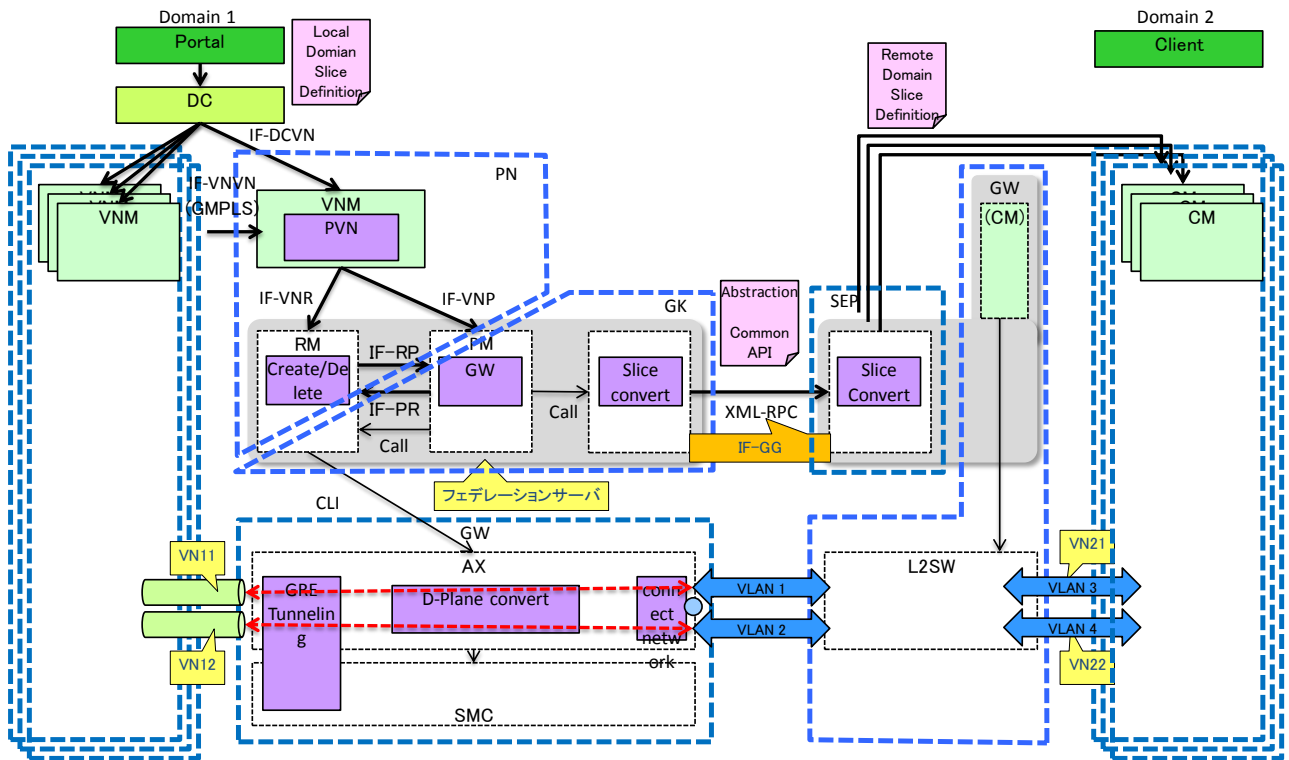 Domain 1
Domain 2
Portal
Client
Local
Domian
Slice
Definition
Remote
Domain
Slice
Definition
DC
IF-DCVN
PN
GW
IF-VNVN
(GMPLS)
VNM
VNM
PVN
(CM)
CM
IF-VNR
IF-VNP
GK
Abstraction
Common
API
SEP
RM
Create/De
lete
IF-RP
IF-PR
Call
PM
GW
Call
Slice
convert
XML-RPC
IF-GG
Slice
Convert
フェデレーションサーバ
CLI
GW
AX
L2SW
VN11
VN21
GRE
Tunnelin
g
D-Plane convert
conn
ect
netw
ork
VLAN 1
VLAN 2
VLAN 3
VLAN 4
VN12
VN22
SMC